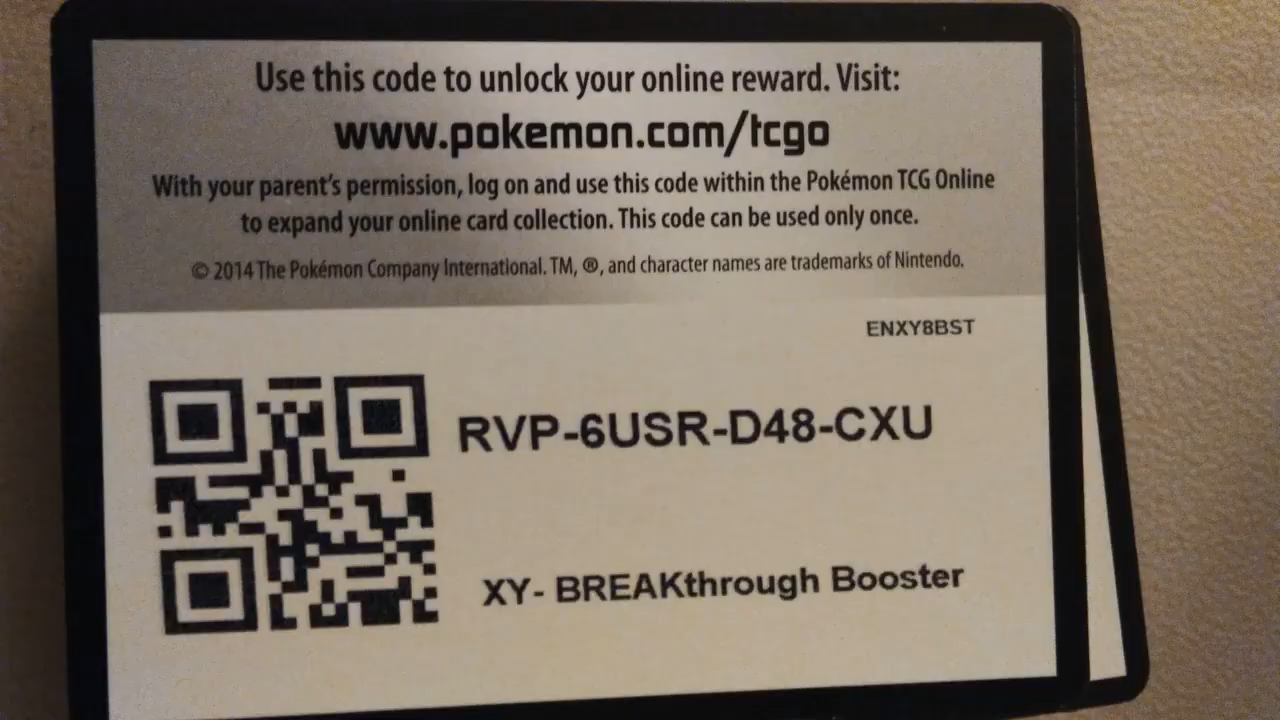 Use this code to unlock your online reward. Visit:
www.pokemon.com/tcgo
With your parent's permission, log on and use this code within the Pokémon TCG Online
to expand your online card collection. This code can be used only once.
© 2014 The Pokémon Company International. TM, ®, and character names are trademarks of Nintendo.
ENXY8BST
RVP-6USR-D48-CXU
XY- BREAKthrough Booster